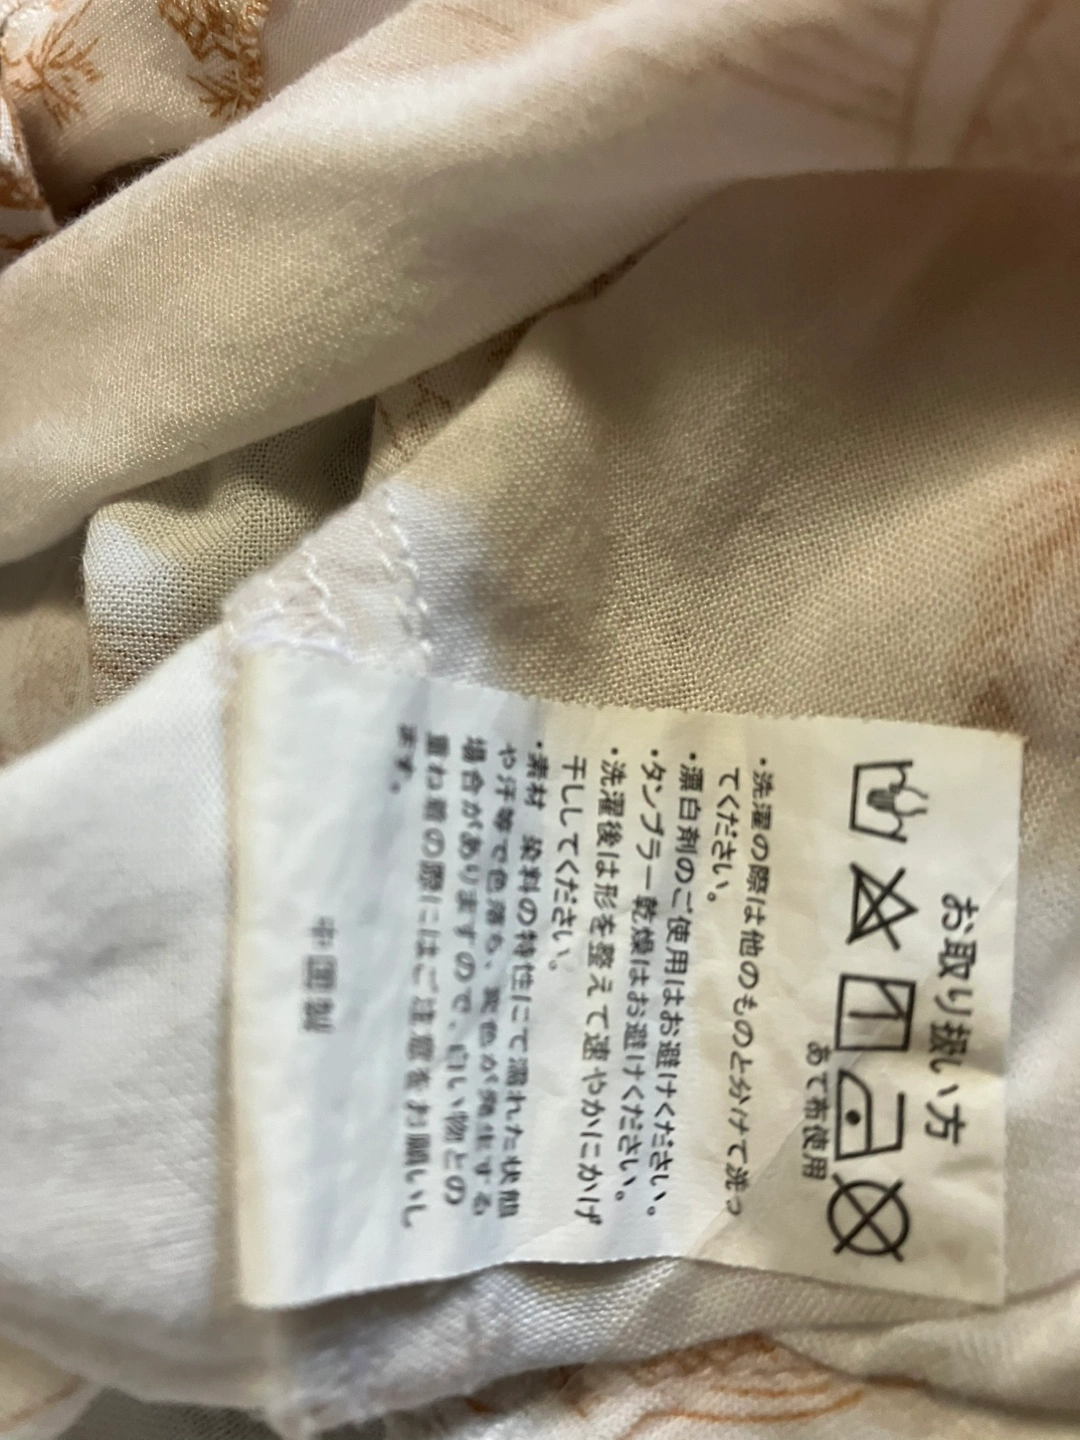 お取り扱い方
あて布使用
・洗濯の際は他のものと分けて洗っ
てください。
・漂白剤のご使用はお避けください。
・タンブラー乾燥はお避けください。
・洗濯後は形を整えて速やかにかげ
干ししてください。
・素材 染料の特性にて濡れた状態
や汗等で色落ち、変色が発生する
場合がありますので、白い物との
重ね着の際にはご注意をお願いし
ます。
中国製